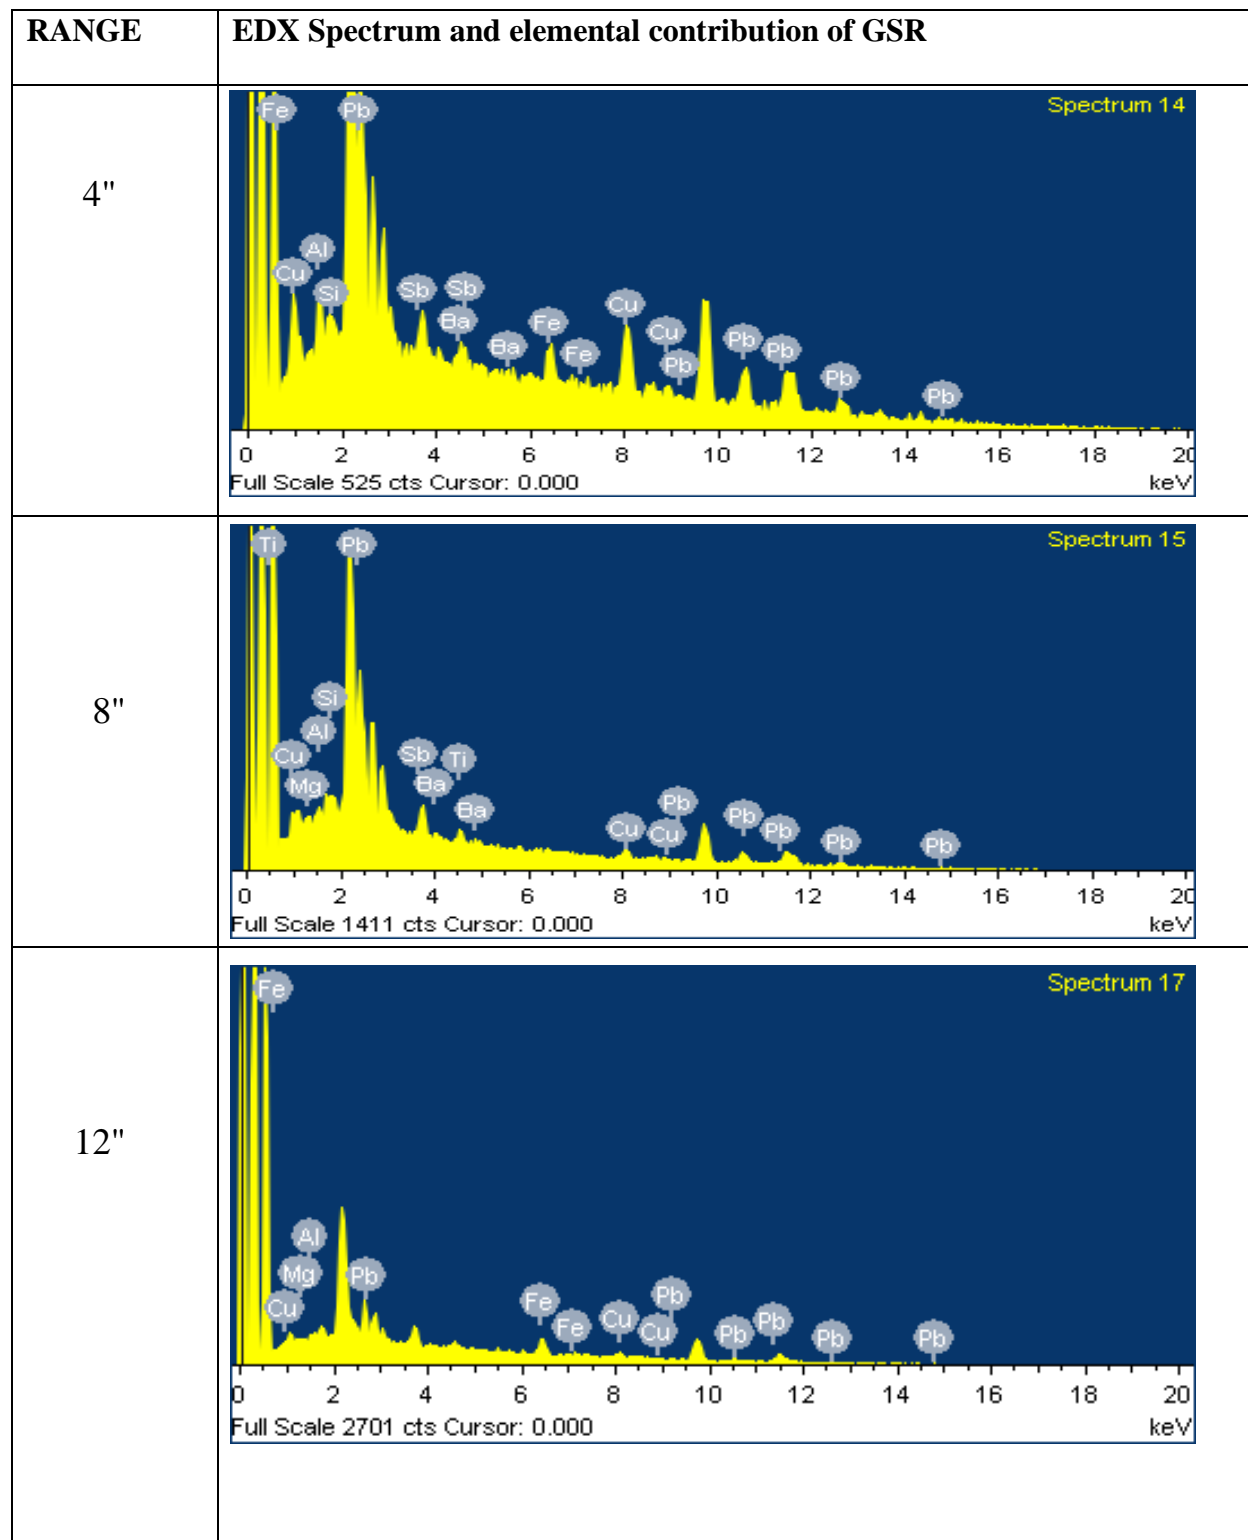 RANGE EDX Spectrum and elemental contribution of GSR
4"
Spectrum 14
Fe Pb
Al
Cu
Si Sb Sb
Cu
Ba Fe Cu
Ba Fe Pb Pb Pb
Pb
Pb
0 2 4 6 8 10 12 14 16 18 20
Full Scale 525 cts Cursor: 0.000 keV
8"
Spectrum 15
Ti Pb
Si
Al
Cu Sb Ti
Mg Ba
Ba Pb
Cu Cu Pb Pb
Pb Pb
0 2 4 6 8 10 12 14 16 18 20
Full Scale 1411 cts Cursor: 0.000 keV
12"
Spectrum 17
Fe
Al
Mg Pb
Cu Fe Pb
Fe Cu Cu Pb Pb Pb Pb
0 2 4 6 8 10 12 14 16 18 20
Full Scale 2701 cts Cursor: 0.000 keV